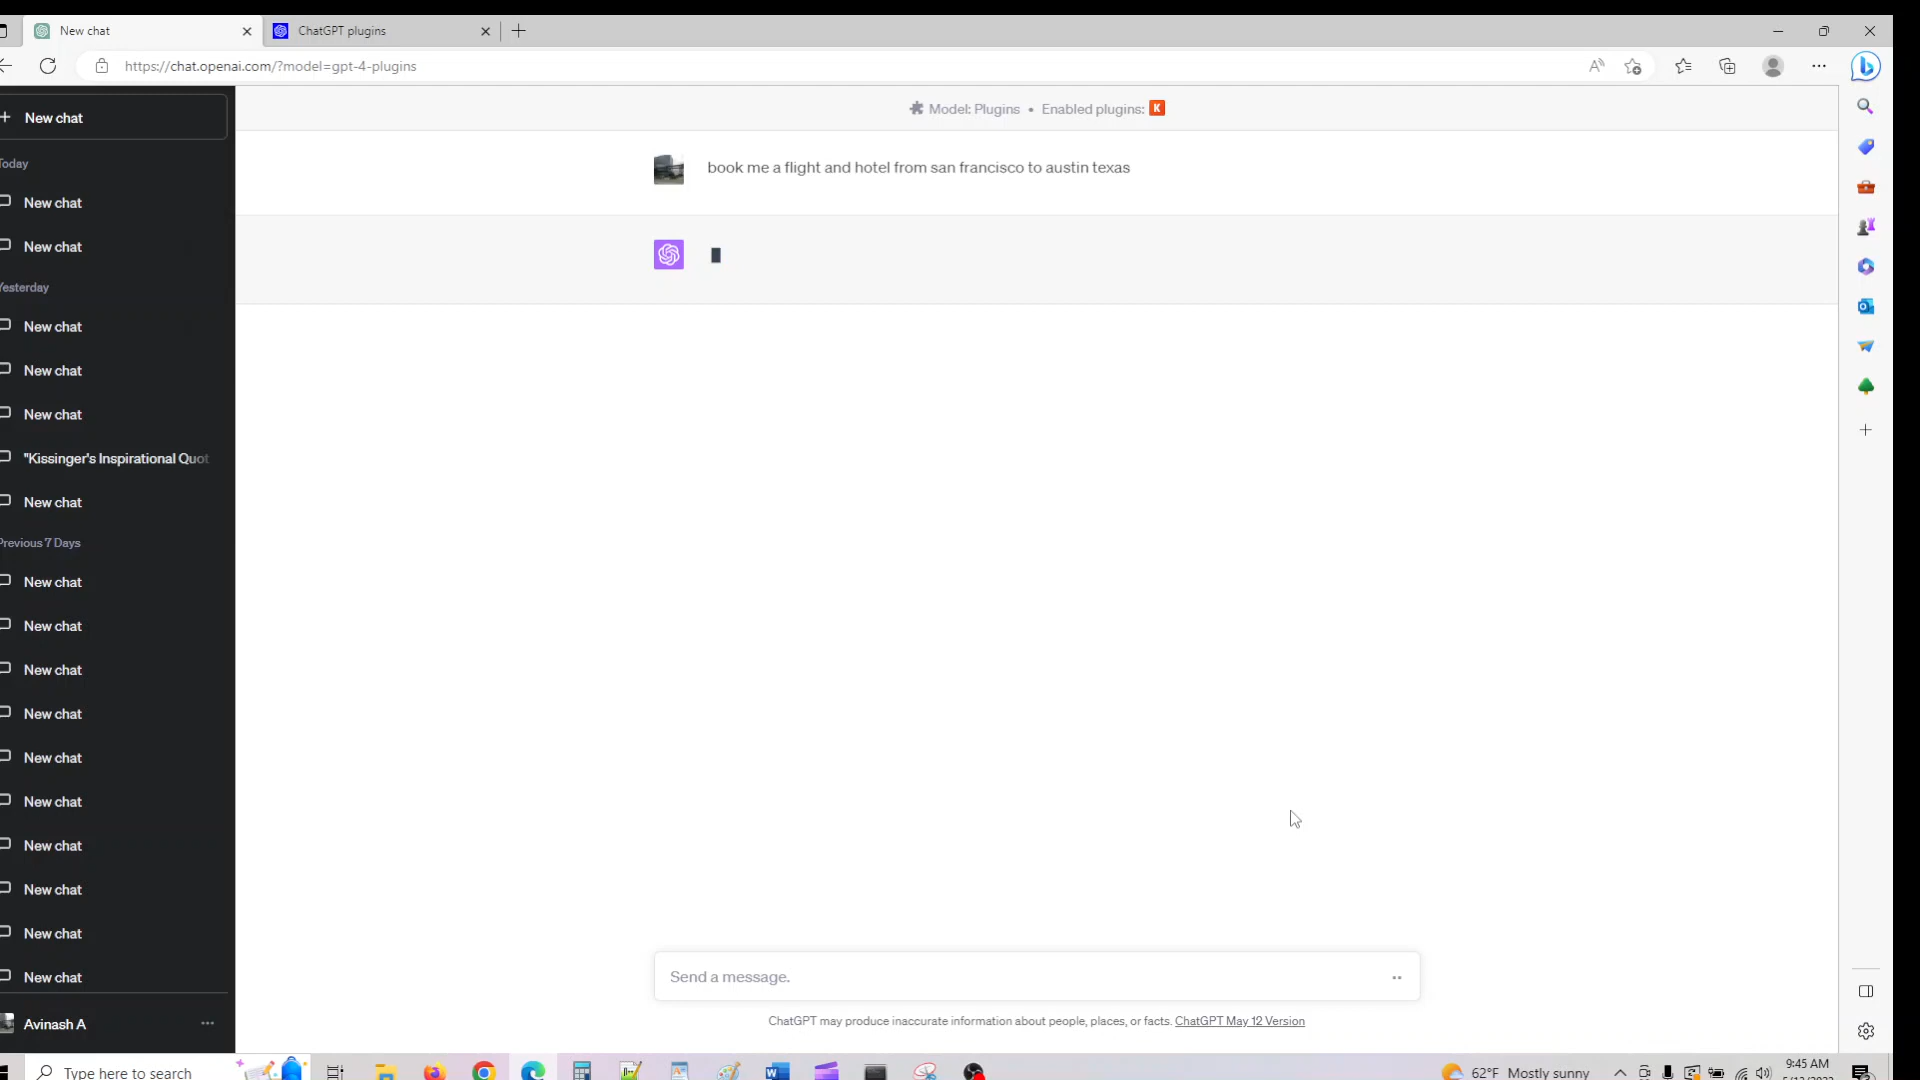 New chat
ChatGPT plugins
https://chat.openai.com/?model=gpt-4-plugins
New chat
Model: Plugins • Enabled plugins: K
book me a flight and hotel from san francisco to austin texas
Today
New chat
New chat
Yesterday
New chat
New chat
New chat
"Kissinger's Inspirational Quot
New chat
Previous 7 Days
New chat
New chat
New chat
New chat
New chat
New chat
New chat
New chat
New chat
New chat
Avinash A
Send a message.
ChatGPT may produce inaccurate information about people, places, or facts. ChatGPT May 12 Version
Type here to search
62°F Mostly sunny
9:45 AM